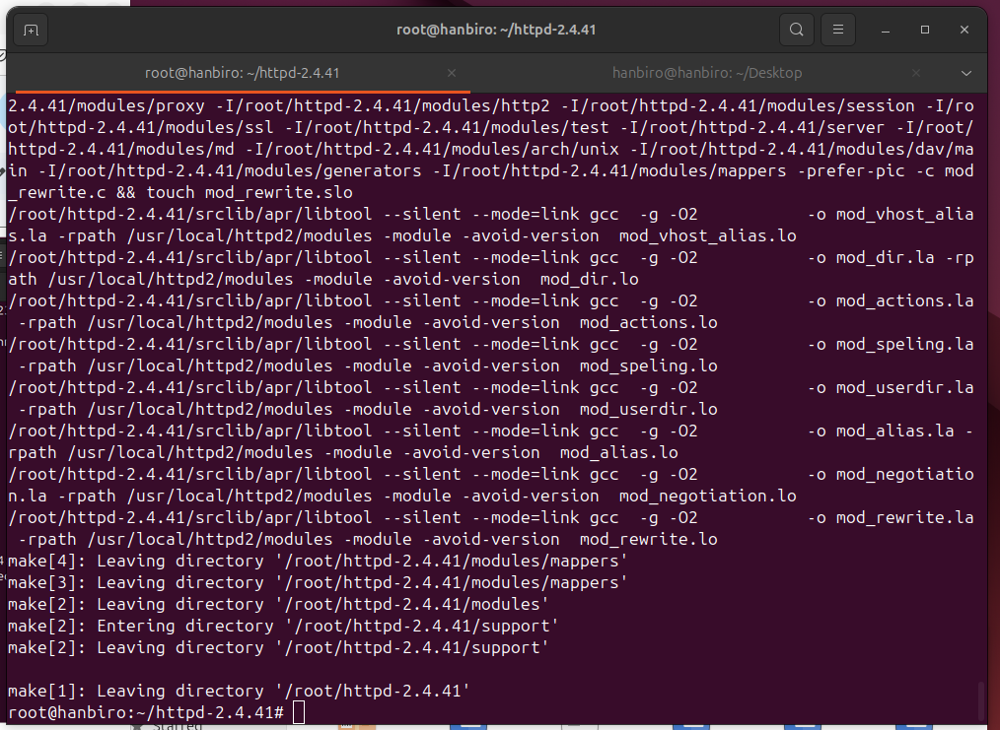 root@hanbiro: ~/httpd-2.4.41
root@hanbiro: ~/httpd-2.4.41
hanbiro@hanbiro: ~/Desktop
2.4.41/modules/proxy -I/root/httpd-2.4.41/modules/http2 -I/root/httpd-2.4.41/modules/session -I/ro
ot/httpd-2.4.41/modules/ssl -I/root/httpd-2.4.41/modules/test -I/root/httpd-2.4.41/server -I/root/
httpd-2.4.41/modules/md -I/root/httpd-2.4.41/modules/arch/unix -I/root/httpd-2.4.41/modules/dav/ma
in -I/root/httpd-2.4.41/modules/generators -I/root/httpd-2.4.41/modules/mappers -prefer-pic -c mod
_rewrite.c && touch mod_rewrite.slo
/root/httpd-2.4.41/srclib/apr/libtool --silent --mode=link gcc  -g -O2           -o mod_vhost_alia
s.la -rpath /usr/local/httpd2/modules -module -avoid-version  mod_vhost_alias.lo
/root/httpd-2.4.41/srclib/apr/libtool --silent --mode=link gcc  -g -O2           -o mod_dir.la -rp
ath /usr/local/httpd2/modules -module -avoid-version  mod_dir.lo
/root/httpd-2.4.41/srclib/apr/libtool --silent --mode=link gcc  -g -O2           -o mod_actions.la
 -rpath /usr/local/httpd2/modules -module -avoid-version  mod_actions.lo
/root/httpd-2.4.41/srclib/apr/libtool --silent --mode=link gcc  -g -O2           -o mod_speling.la
 -rpath /usr/local/httpd2/modules -module -avoid-version  mod_speling.lo
/root/httpd-2.4.41/srclib/apr/libtool --silent --mode=link gcc  -g -O2           -o mod_userdir.la
 -rpath /usr/local/httpd2/modules -module -avoid-version  mod_userdir.lo
/root/httpd-2.4.41/srclib/apr/libtool --silent --mode=link gcc  -g -O2           -o mod_alias.la -
rpath /usr/local/httpd2/modules -module -avoid-version  mod_alias.lo
/root/httpd-2.4.41/srclib/apr/libtool --silent --mode=link gcc  -g -O2           -o mod_negotiatio
n.la -rpath /usr/local/httpd2/modules -module -avoid-version  mod_negotiation.lo
/root/httpd-2.4.41/srclib/apr/libtool --silent --mode=link gcc  -g -O2           -o mod_rewrite.la
 -rpath /usr/local/httpd2/modules -module -avoid-version  mod_rewrite.lo
make[4]: Leaving directory '/root/httpd-2.4.41/modules/mappers'
make[3]: Leaving directory '/root/httpd-2.4.41/modules/mappers'
make[2]: Leaving directory '/root/httpd-2.4.41/modules'
make[2]: Entering directory '/root/httpd-2.4.41/support'
make[2]: Leaving directory '/root/httpd-2.4.41/support'
make[1]: Leaving directory '/root/httpd-2.4.41'
root@hanbiro:~/httpd-2.4.41#
Starred